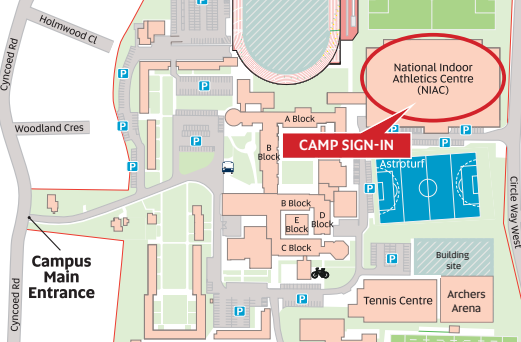 Holmwood Cl
Cyncoed Rd
National Indoor
Athletics Centre
(NIAC)
P
P
P
P
P
Woodland Cres
A Block
B
Block
CAMP SIGN-IN
P
P
P
P
Astroturf
P
Circle Way West
B Block
E
Block
D
Block
C Block
Campus
Main
Entrance
Cyncoed Rd
P
Building
site
P
P
Tennis Centre
Archers
Arena